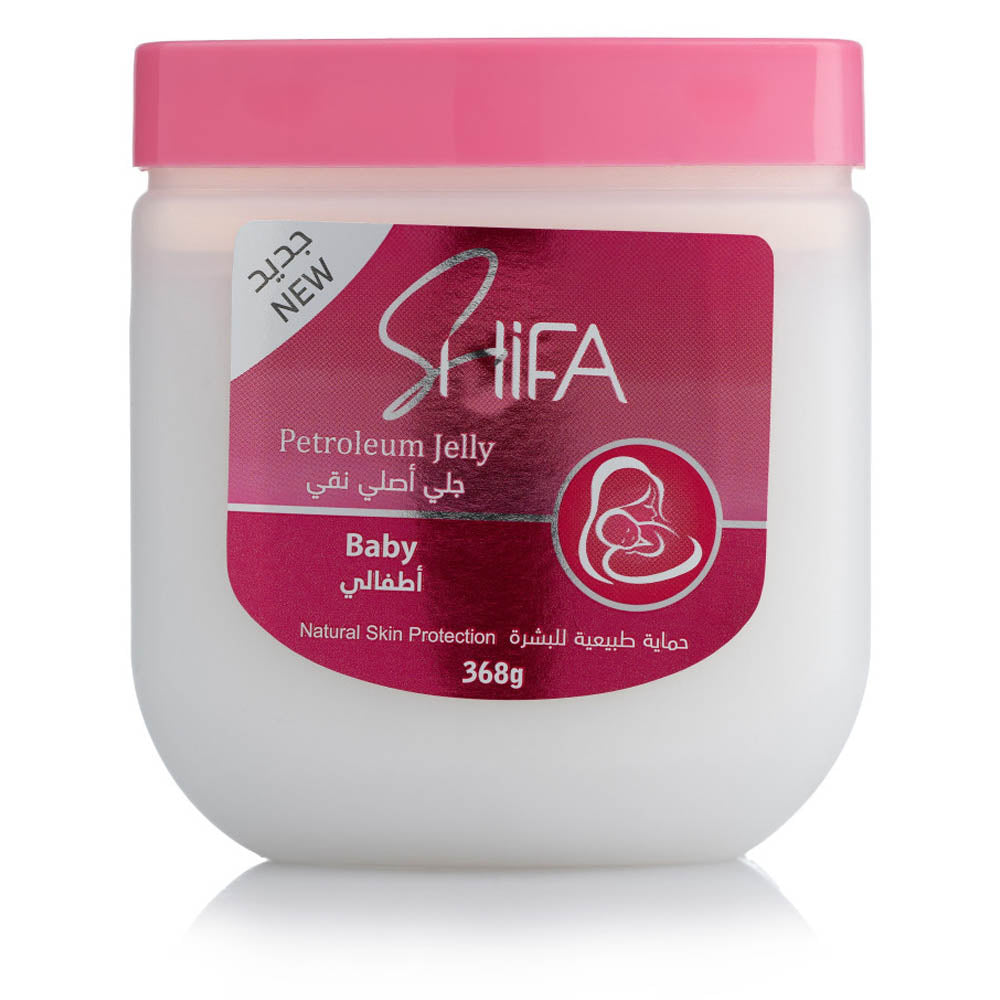 جديد
NEW
SHiFA
Petroleum Jelly
جلي أصلي نقي
Baby
أطفالي
Natural Skin Protection حماية طبيعية للبشرة
368g